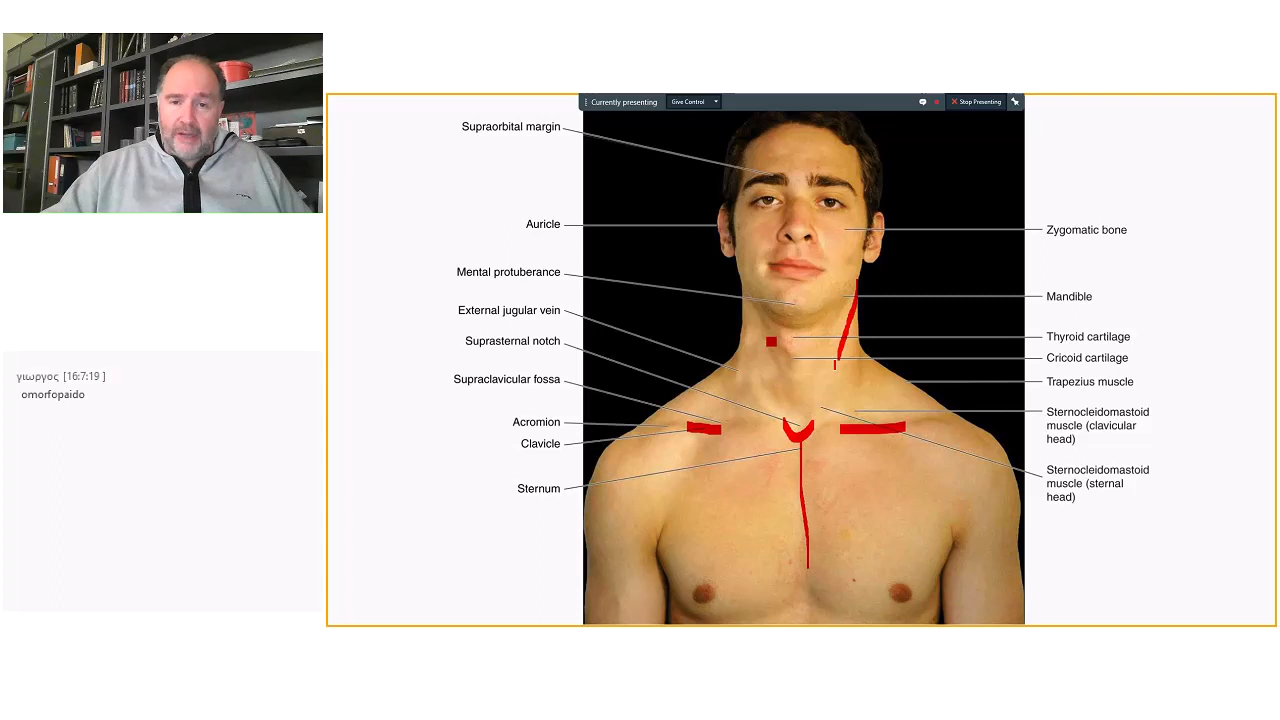 Currently presenting
Give Control
Stop Presenting
Supraorbital margin
Auricle
Mental protuberance
External jugular vein
Suprasternal notch
Supraclavicular fossa
Acromion
Clavicle
Sternum
Zygomatic bone
Mandible
Thyroid cartilage
Cricoid cartilage
Trapezius muscle
Sternocleidomastoid
muscle (clavicular
head)
Sternocleidomastoid
muscle (sternal
head)
γιωργος [16:7:19 ]
omorfopaido